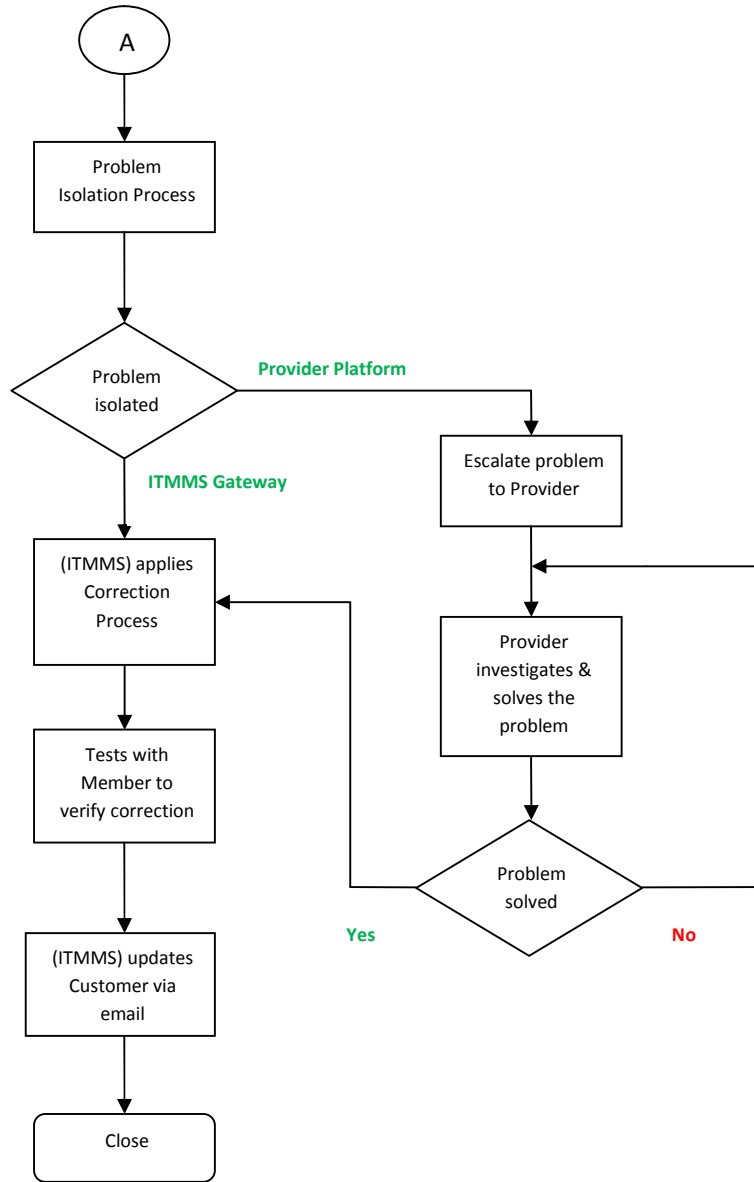 A
Problem
Isolation Process
Problem
isolated
Provider Platform
ITMMS Gateway
Escalate problem
to Provider
(ITMMS) applies
Correction
Process
Provider
investigates &
solves the
problem
Tests with
Member to
verify correction
Problem
solved
Yes
No
(ITMMS) updates
Customer via
email
Close